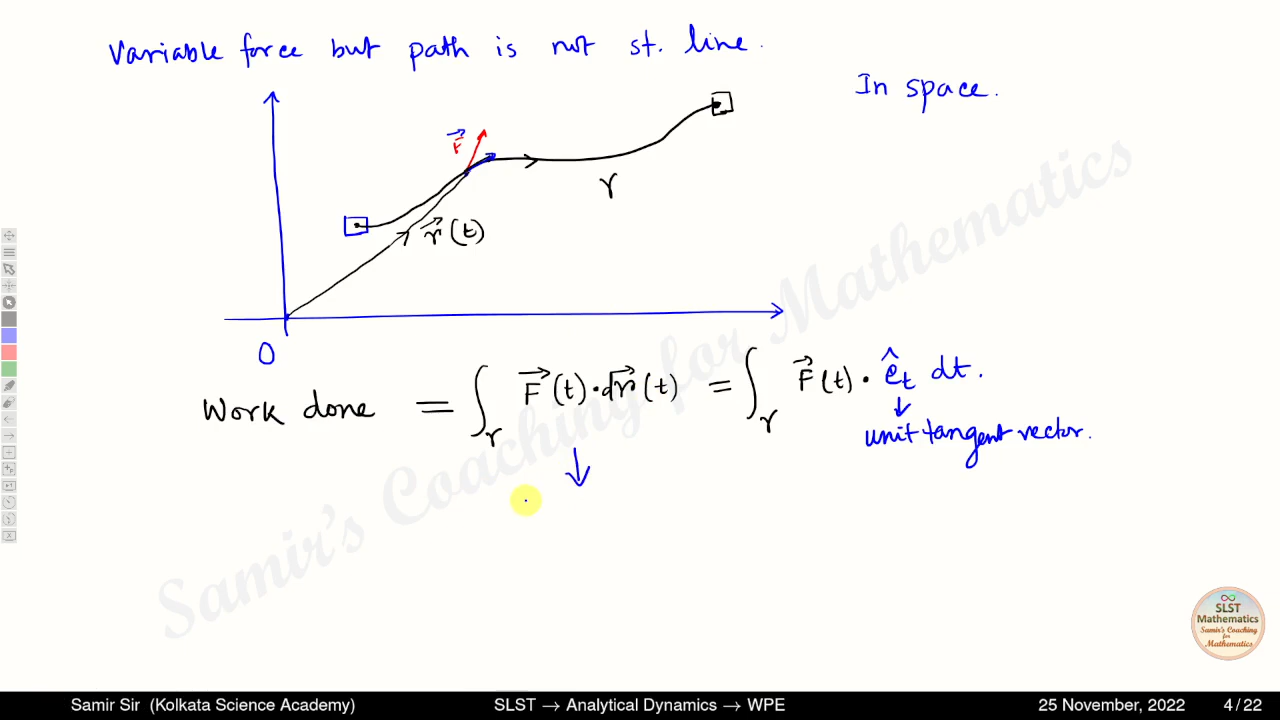 Variable force but path is not st. line.
In space.
F⃗
γ
r⃗(t)
O
Work done = ∫_γ F⃗(t)·dr⃗(t) = ∫_γ F⃗(t)·ê_t dt.
unit tangent vector.
Samir's Coaching for Mathematics
SLST
Mathematics
Samir's Coaching
for
Mathematics
Samir Sir (Kolkata Science Academy) SLST → Analytical Dynamics → WPE 25 November, 2022 4 / 22